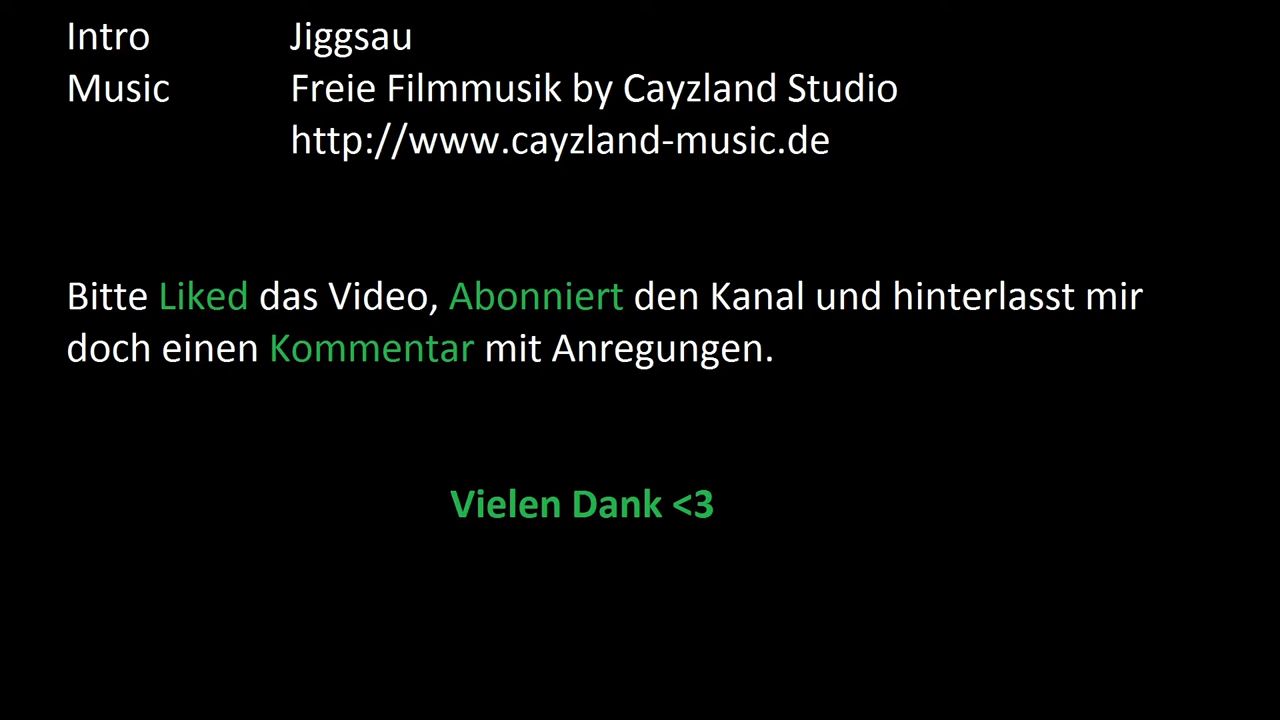 Intro Jiggsau
Music Freie Filmmusik by Cayzland Studio
http://www.cayzland-music.de
Bitte Liked das Video, Abonniert den Kanal und hinterlasst mir
doch einen Kommentar mit Anregungen.
Vielen Dank <3